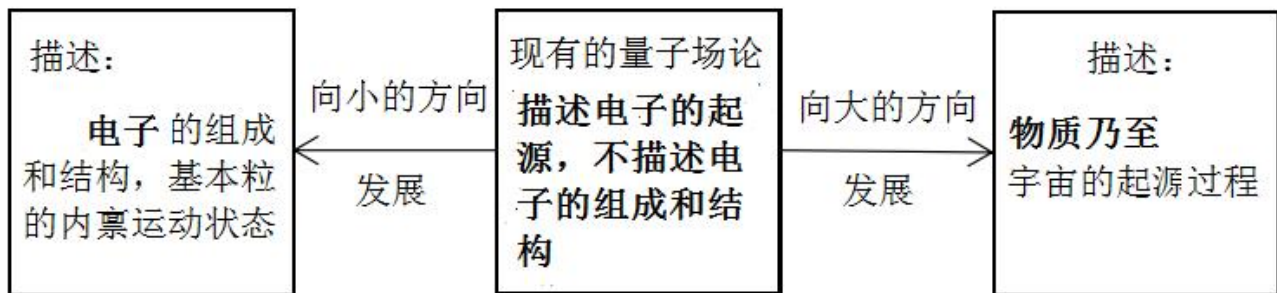 描述：
电子的组成
和结构，基本粒
的内禀运动状态
向小的方向
发展
现有的量子场论
描述电子的起
源，不描述电
子的组成和结
构
向大的方向
发展
描述：
物质乃至
宇宙的起源过程